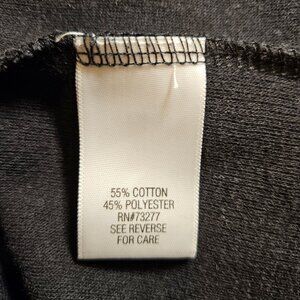 55% COTTON
45% POLYESTER
RN#73277
SEE REVERSE
FOR CARE